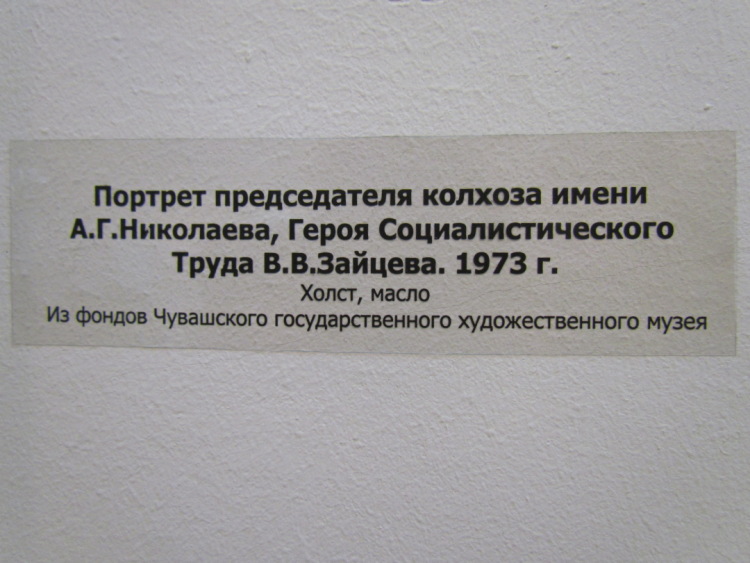 Портрет председателя колхоза имени
А.Г.Николаева, Героя Социалистического
Труда В.В.Зайцева. 1973 г.
Холст, масло
Из фондов Чувашского государственного художественного музея